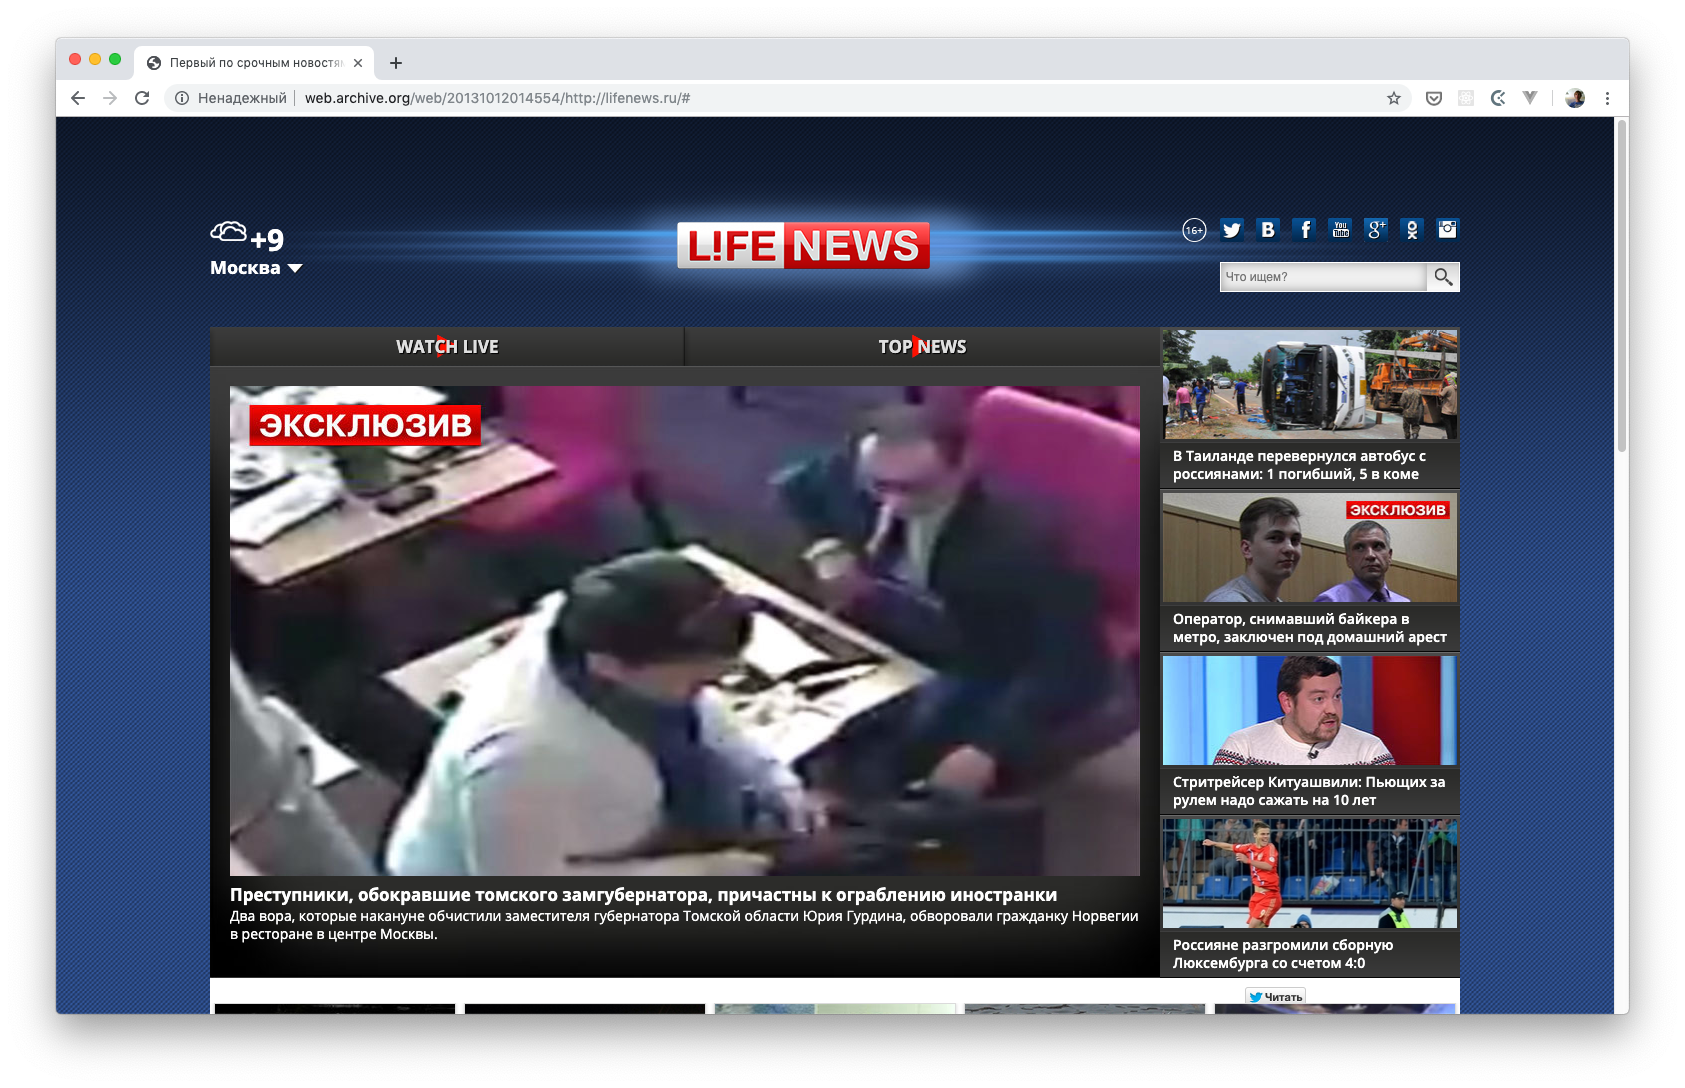 Первый по срочным новостям
Ненадежный
web.archive.org/web/20131012014554/http://lifenews.ru/#
+9
Москва
L!FE NEWS
16+
B
f
You
Tube
g+
Что ищем?
WATCH LIVE
TOP NEWS
ЭКСКЛЮЗИВ
Преступники, обокравшие томского замгубернатора, причастны к ограблению иностранки
Два вора, которые накануне обчистили заместителя губернатора Томской области Юрия Гурдина, обворовали гражданку Норвегии
в ресторане в центре Москвы.
В Таиланде перевернулся автобус с
россиянами: 1 погибший, 5 в коме
ЭКСКЛЮЗИВ
Оператор, снимавший байкера в
метро, заключен под домашний арест
Стритрейсер Китуашвили: Пьющих за
рулем надо сажать на 10 лет
Россияне разгромили сборную
Люксембурга со счетом 4:0
Читать